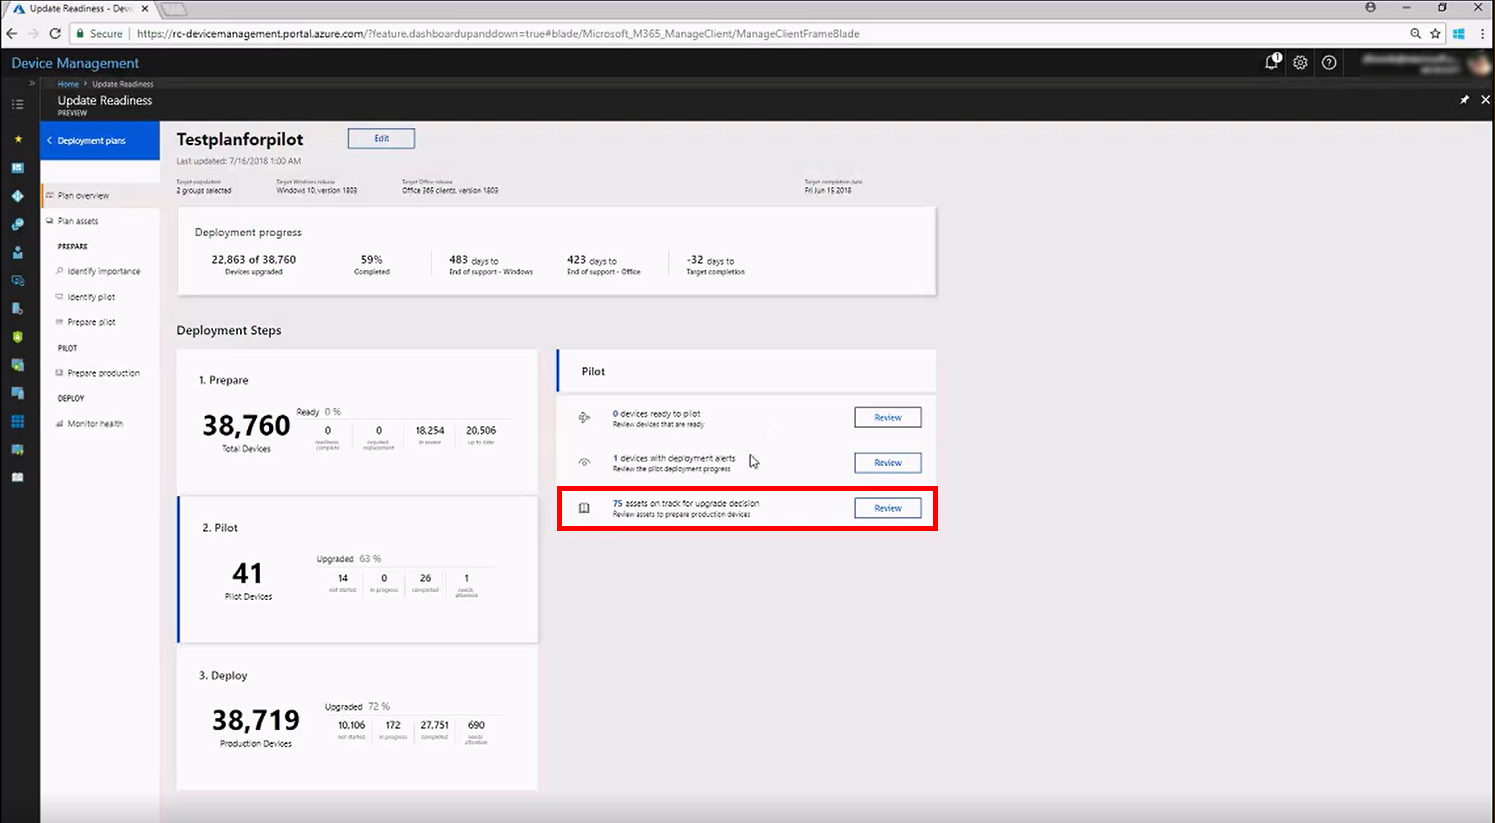 Update Readiness - Devi
Secure
https://rc-devicemanagement.portal.azure.com/?feature.dashboardupanddown=true#blade/Microsoft_M365_ManageClient/ManageClientFrameBlade
Device Management
1
Home > Update Readiness
Update Readiness
PREVIEW
Deployment plans
Plan overview
Plan assets
PREPARE
Identify importance
Identify pilot
Prepare pilot
PILOT
Prepare production
DEPLOY
Monitor health
Testplanforpilot
Edit
Last updated: 7/16/2018 1:00 AM
Target population
2 groups selected
Target Windows release
Windows 10, version 1803
Target Office release
Office 365 clients, version 1803
Target completion date
Fri Jun 15 2018
Deployment progress
22,863 of 38,760
Devices upgraded
59%
Completed
483 days to
End of support - Windows
423 days to
End of support - Office
-32 days to
Target completion
Deployment Steps
1. Prepare
38,760
Total Devices
Ready 0 %
0
readiness complete
0
required replacement
18,254
in review
20,506
up to date
2. Pilot
41
Pilot Devices
Upgraded 63 %
14
not started
0
in progress
26
completed
1
needs attention
3. Deploy
38,719
Production Devices
Upgraded 72 %
10,106
not started
172
in progress
27,751
completed
690
needs attention
Pilot
0 devices ready to pilot
Review devices that are ready
Review
1 devices with deployment alerts
Review the pilot deployment progress
Review
75 assets on track for upgrade decision
Review assets to prepare production devices
Review